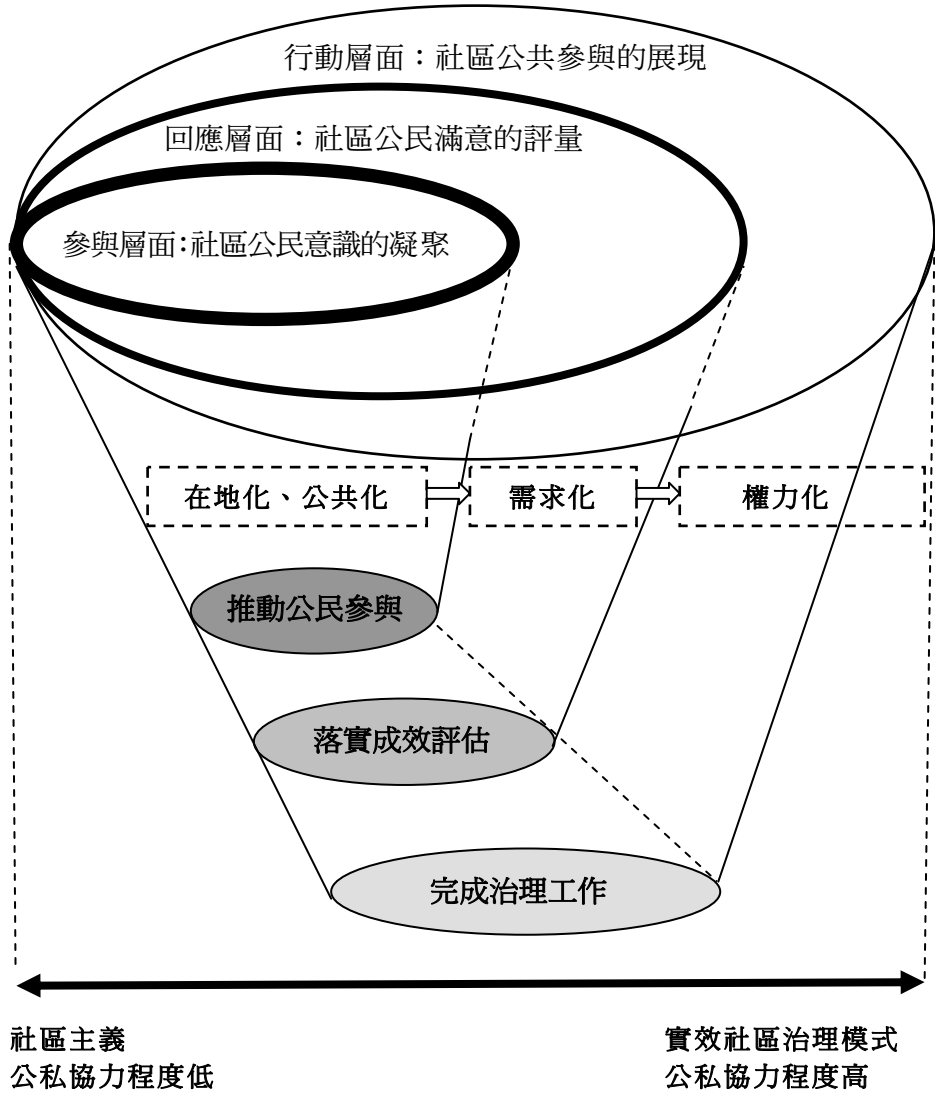 行動層面：社區公共參與的展現
回應層面：社區公民滿意的評量
參與層面:社區公民意識的凝聚
在地化、公共化
需求化
權力化
推動公民參與
落實成效評估
完成治理工作
社區主義
公私協力程度低
實效社區治理模式
公私協力程度高